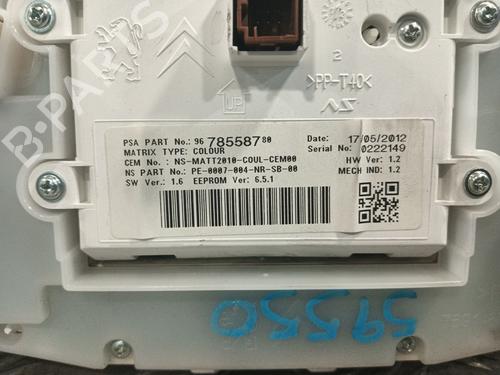 B-PARTS
2
>PP-T40<
NS
UP
PSA PART No.: 96 785587 80
MATRIX TYPE: COLOUR
CEM No.: NS-MATT2010-COUL-CEM00
NS PART No.: PE-0007-004-NR-SB-00
SW Ver.: 1.6 EEPROM Ver: 6.5.1
Date: 17/05/2012
Serial No: 0222149
HW Ver: 1.2
MECH IND: 1.2
59550